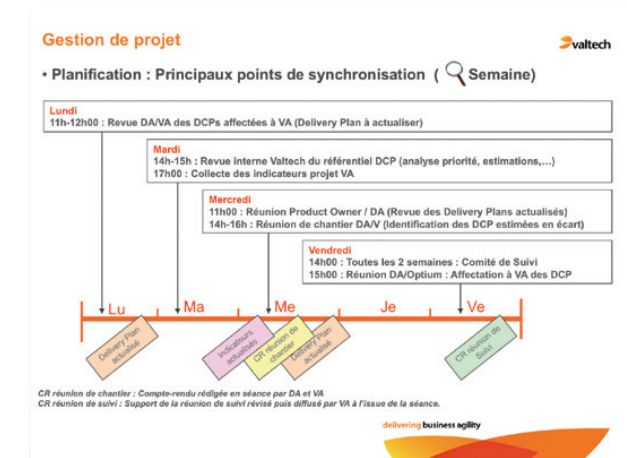 Gestion de projet
valtech
• Planification : Principaux points de synchronisation ( Semaine)
Lundi
11h-12h00 : Revue DA/VA des DCPs affectées à VA (Delivery Plan à actualiser)
Mardi
14h-15h : Revue interne Valtech du référentiel DCP (analyse priorité, estimations,...)
17h00 : Collecte des indicateurs projet VA
Mercredi
11h00 : Réunion Product Owner / DA (Revue des Delivery Plans actualisés)
14h-16h : Réunion de chantier DA/V (Identification des DCP estimées en écart)
Vendredi
14h00 : Toutes les 2 semaines : Comité de Suivi
15h00 : Réunion DA/Optium : Affectation à VA des DCP
Lu Ma Me Je Ve
Delivery Plan
actualisé
Indicateurs
actualisés
CR réunion de
chantier
Delivery Plan
actualisé
CR réunion de
Suivi
CR réunion de chantier : Compte-rendu rédigée en séance par DA et VA
CR réunion de suivi : Support de la réunion de suivi révisé puis diffusé par VA à l'issue de la séance.
delivering business agility